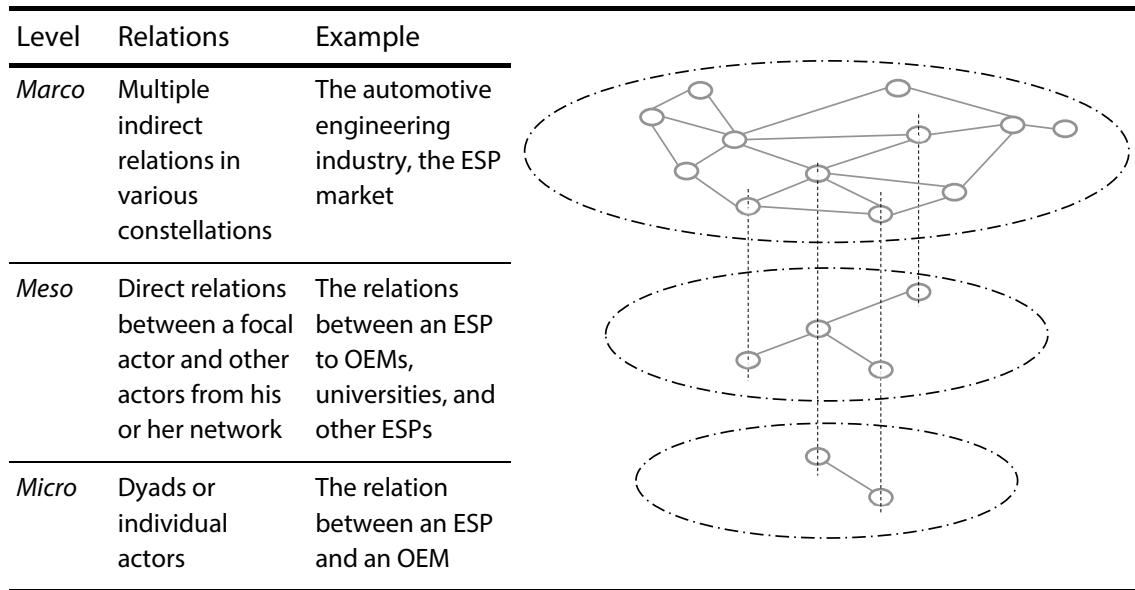 Level Relations Example
Marco Multiple The automotive
indirect engineering
relations in industry, the ESP
various market
constellations
Meso Direct relations The relations
between a focal between an ESP
actor and other to OEMs,
actors from his universities, and
or her network other ESPs
Micro Dyads or The relation
individual between an ESP
actors and an OEM